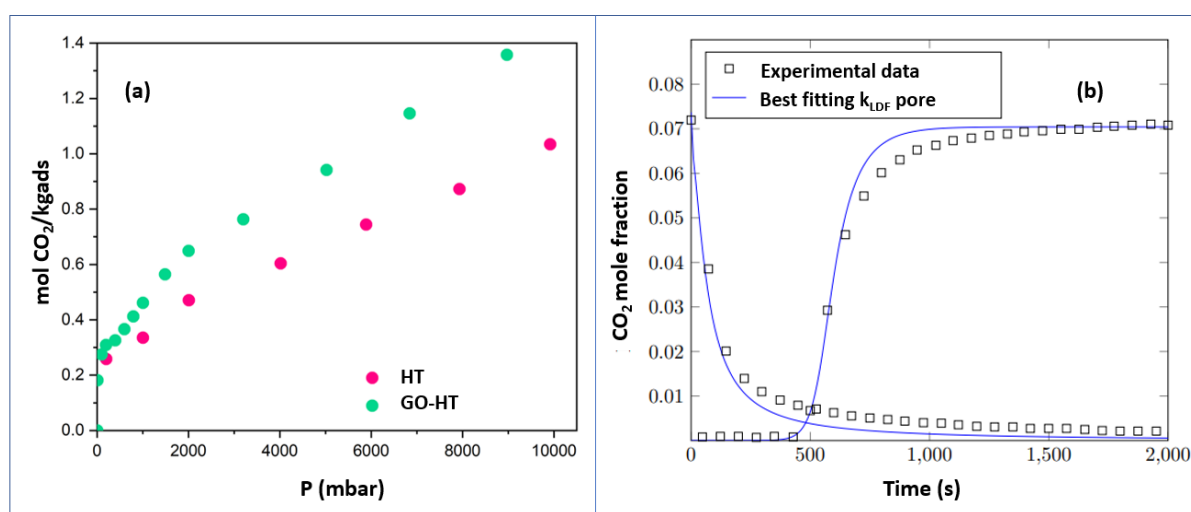 (a)
mol CO₂/kgads
1.4
1.2
1.0
0.8
0.6
0.4
0.2
0.0
HT
GO-HT
0 2000 4000 6000 8000 10000
P (mbar)
(b)
Experimental data
Best fitting k_LDF pore
CO₂ mole fraction
0.08
0.07
0.06
0.05
0.04
0.03
0.02
0.01
0 500 1,000 1,500 2,000
Time (s)